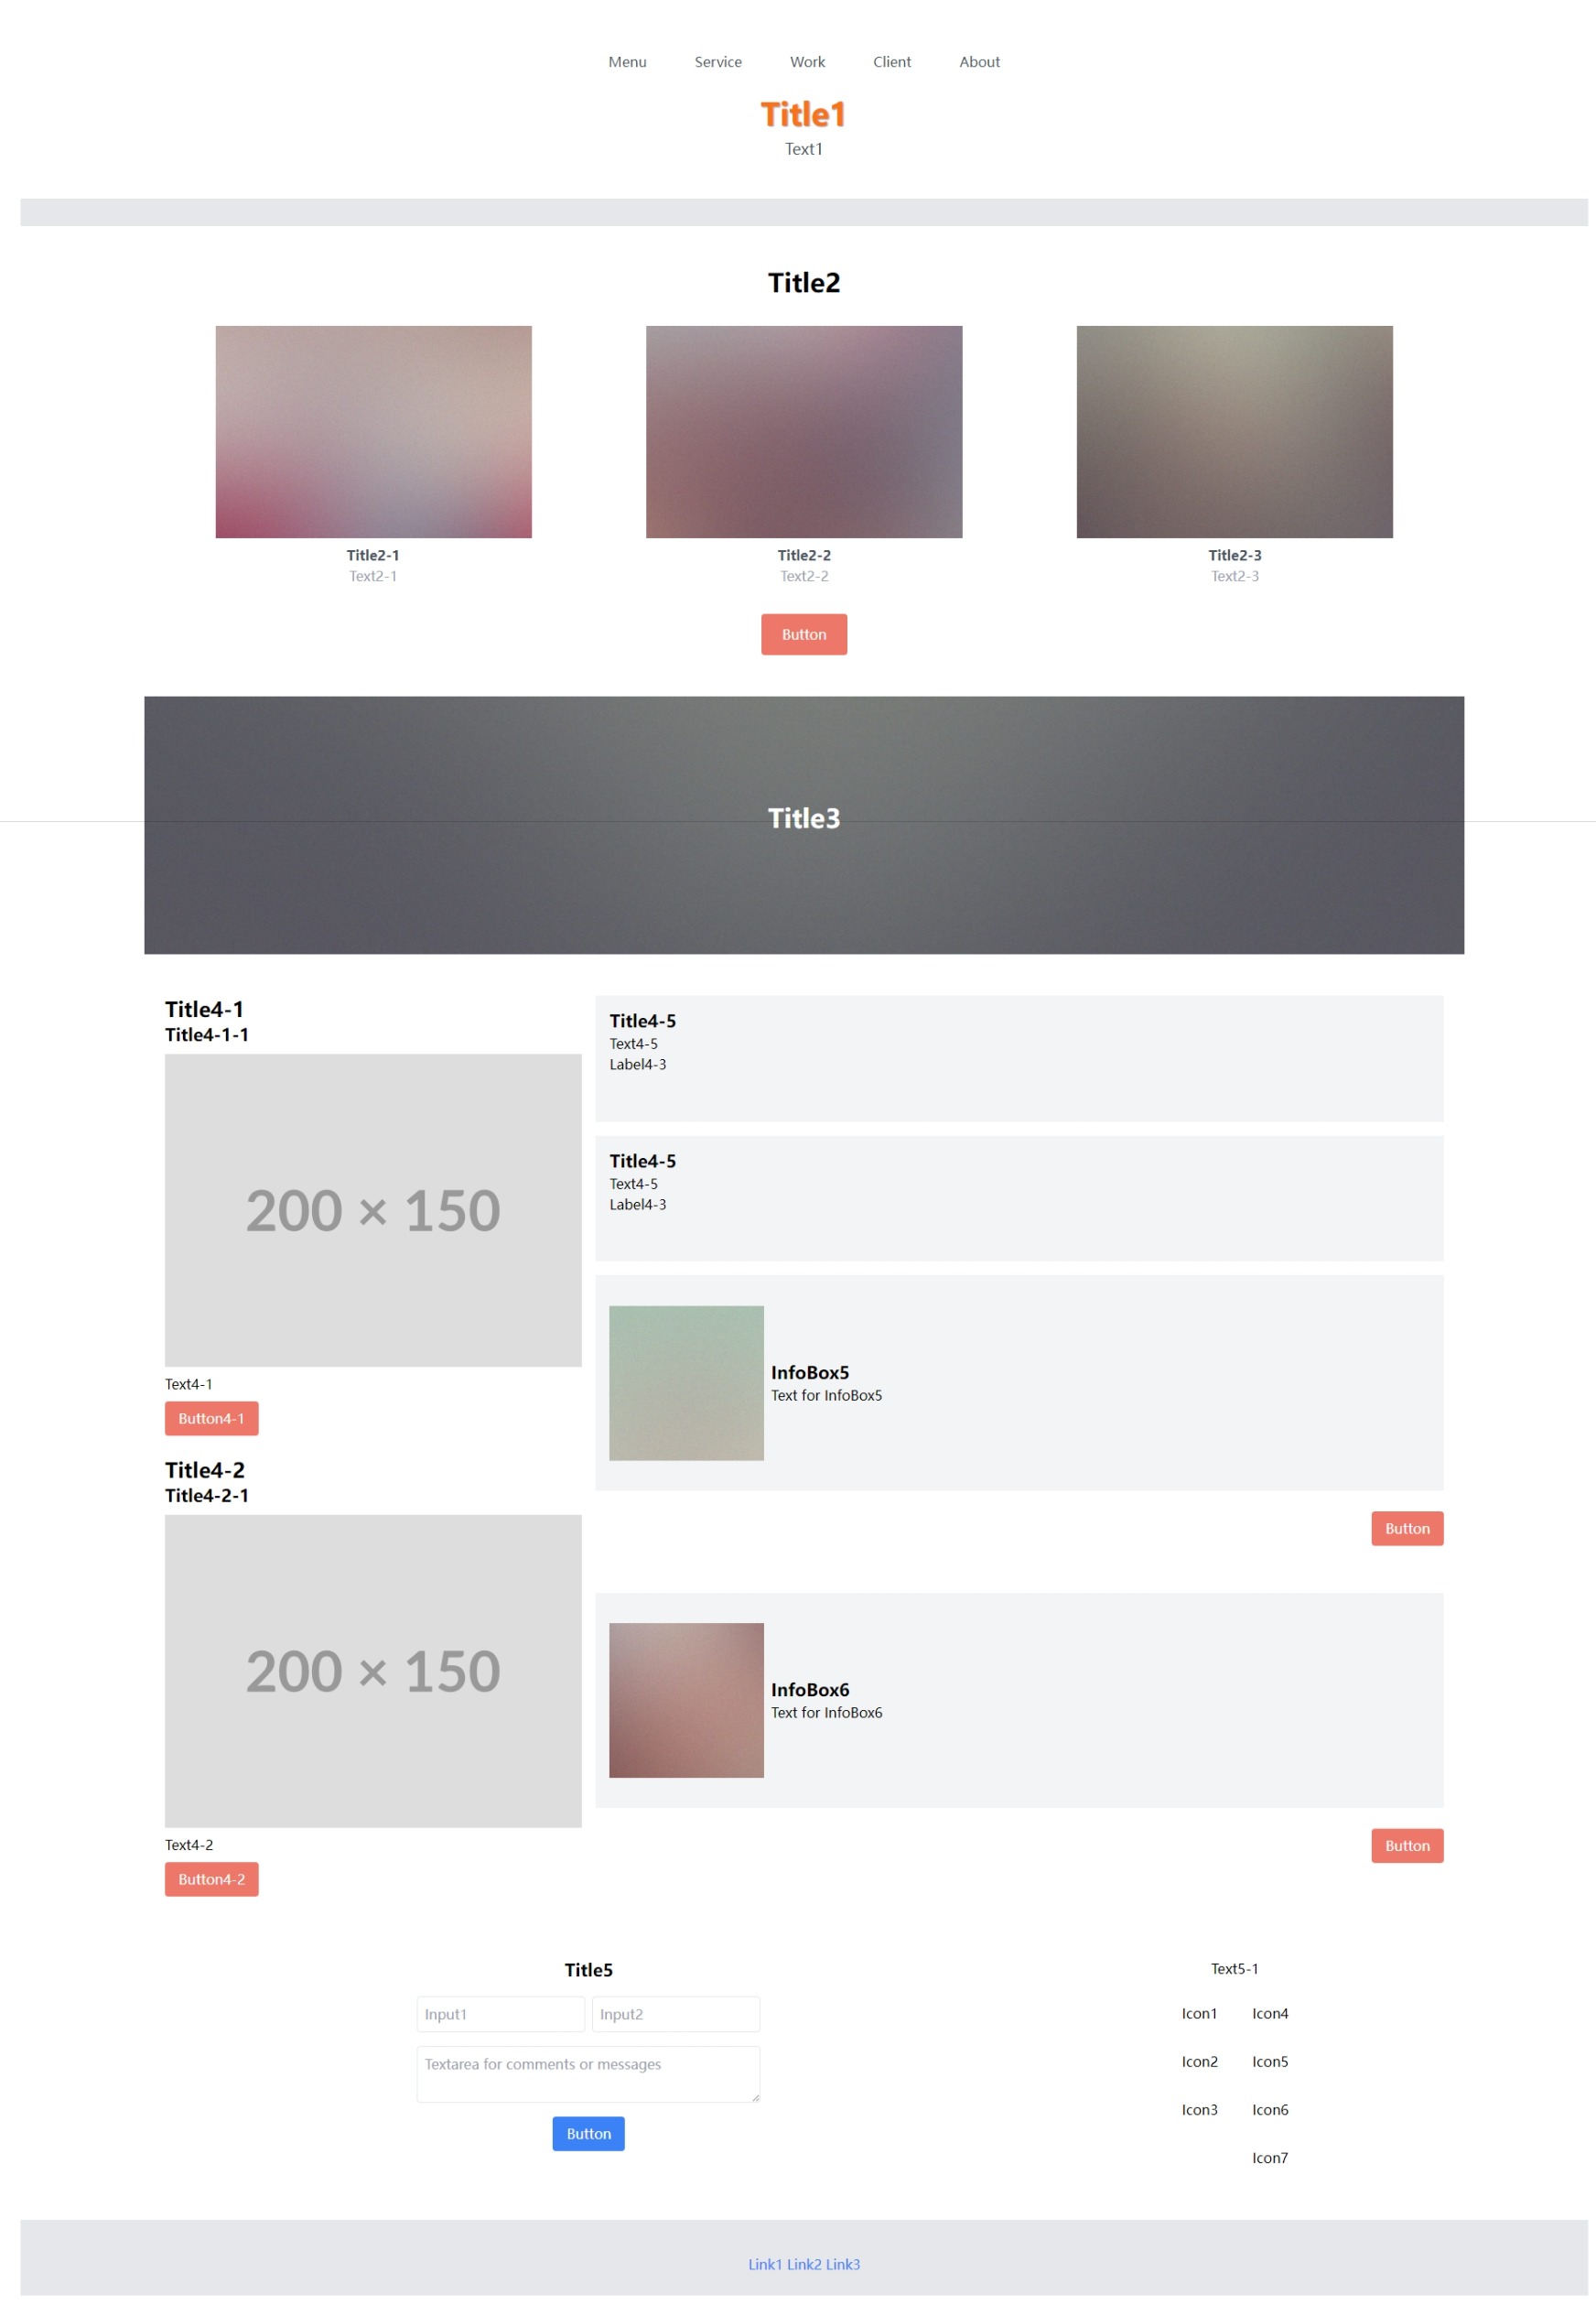 Menu Service Work Client About
Title1
Text1
Title2
Title2-1
Text2-1
Title2-2
Text2-2
Title2-3
Text2-3
Button
Title3
Title4-1
Title4-1-1
200 × 150
Text4-1
Button4-1
Title4-2
Title4-2-1
200 × 150
Text4-2
Button4-2
Title4-5
Text4-5
Label4-3
Title4-5
Text4-5
Label4-3
InfoBox5
Text for InfoBox5
Button
InfoBox6
Text for InfoBox6
Button
Title5
Input1 Input2
Textarea for comments or messages
Button
Text5-1
Icon1 Icon4
Icon2 Icon5
Icon3 Icon6
Icon7
Link1 Link2 Link3